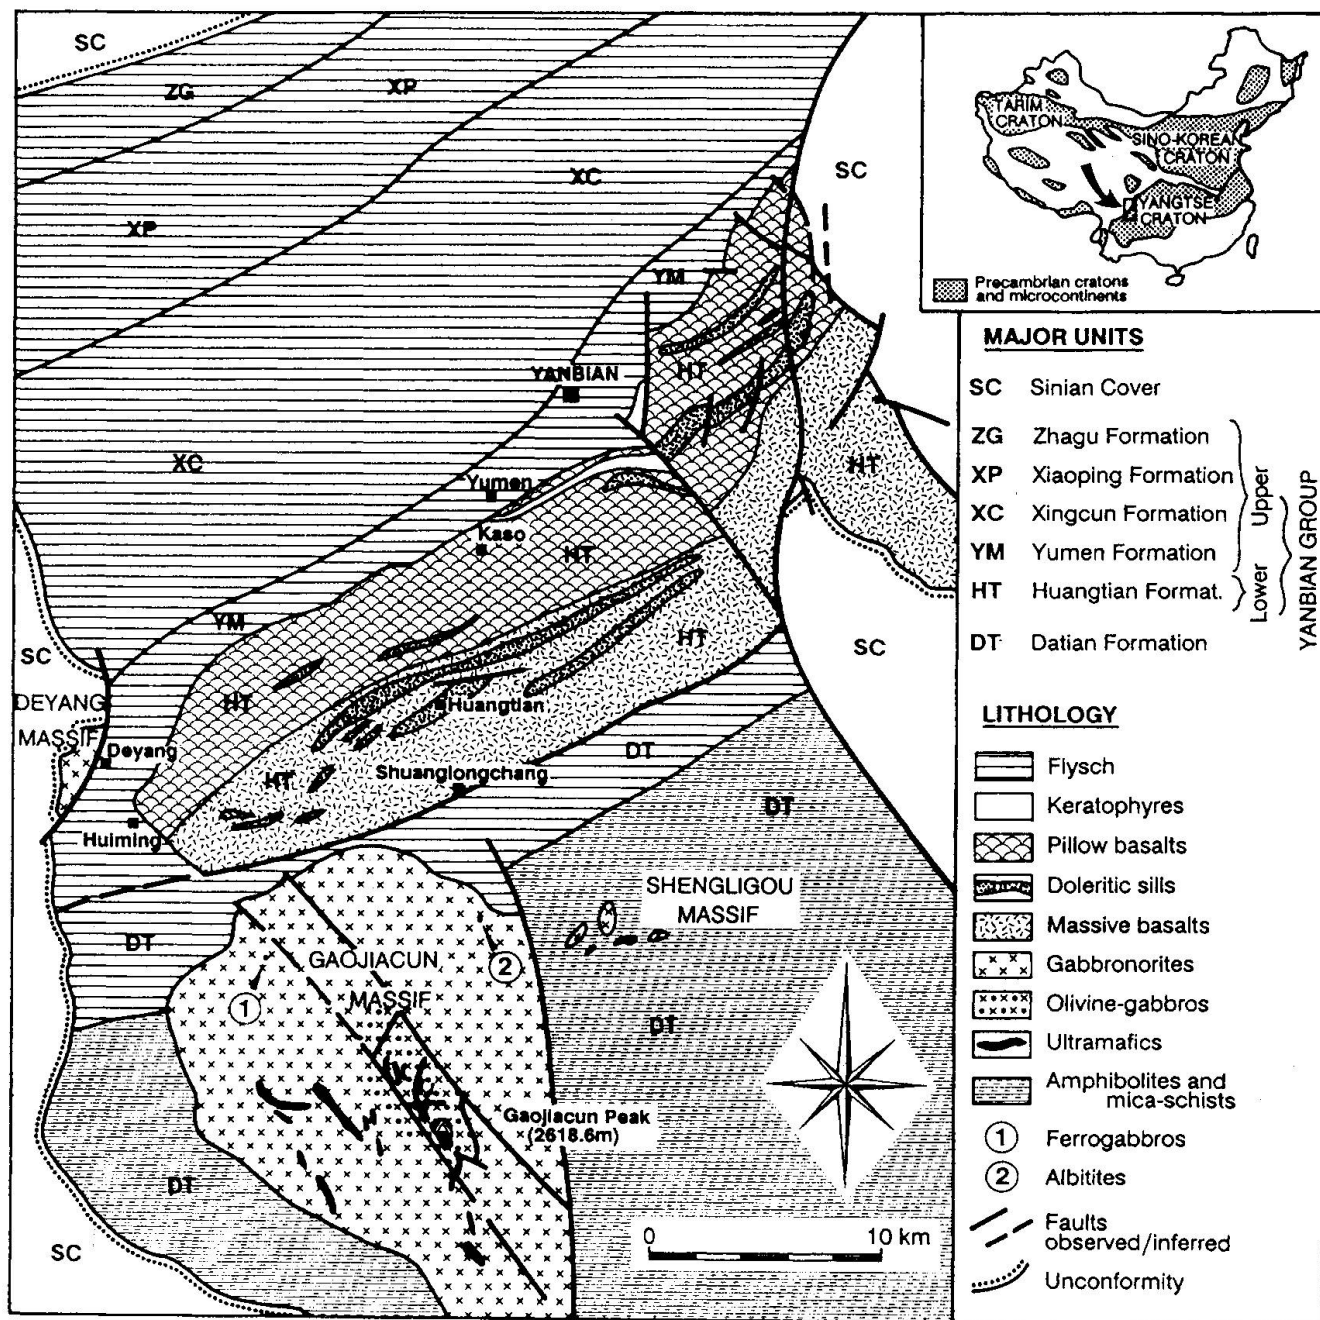 SC
ZG
XP
XP
XC
SC
YM
YANBIAN
HT
XC
HT
Yumen
Kaso
HT
YM
HT
SC
SC
DEYANG
MASSIF
Deyang
HT
Huangtian
DT
HT
Shuanglongchang
DT
Huiming
SHENGLIGOU
MASSIF
DT
GAOJIACUN
MASSIF
2
1
DT
Gaojiacun Peak
(2618.6m)
DT
SC
0 10 km
TARIM
CRATON
SINO-KOREAN
CRATON
YANGTSE
CRATON
Precambrian cratons
and microcontinents
MAJOR UNITS
SC Sinian Cover
ZG Zhagu Formation
XP Xiaoping Formation
XC Xingcun Formation
YM Yumen Formation
HT Huangtian Format.
DT Datian Formation
Upper
Lower
YANBIAN GROUP
LITHOLOGY
Flysch
Keratophyres
Pillow basalts
Doleritic sills
Massive basalts
Gabbronorites
Olivine-gabbros
Ultramafics
Amphibolites and
mica-schists
1 Ferrogabbros
2 Albitites
Faults
observed/inferred
Unconformity